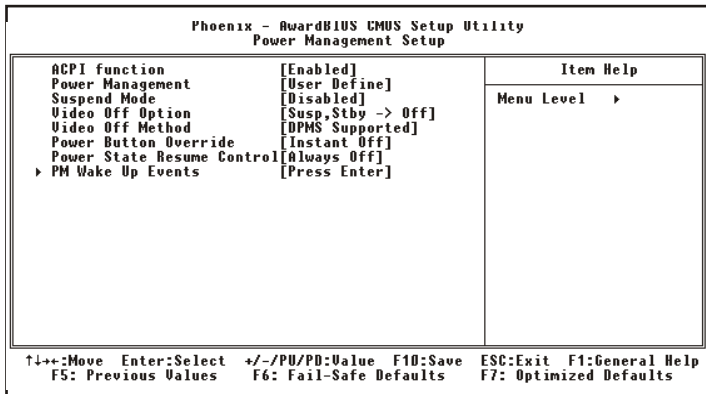 Phoenix - AwardBIOS CMOS Setup Utility
Power Management Setup
ACPI function [Enabled]
Power Management [User Define]
Suspend Mode [Disabled]
Video Off Option [Susp,Stby -> Off]
Video Off Method [DPMS Supported]
Power Button Override [Instant Off]
Power State Resume Control[Always Off]
▸ PM Wake Up Events [Press Enter]
Item Help
Menu Level ▸
↑↓→←:Move Enter:Select +/-/PU/PD:Value F10:Save ESC:Exit F1:General Help
F5: Previous Values F6: Fail-Safe Defaults F7: Optimized Defaults